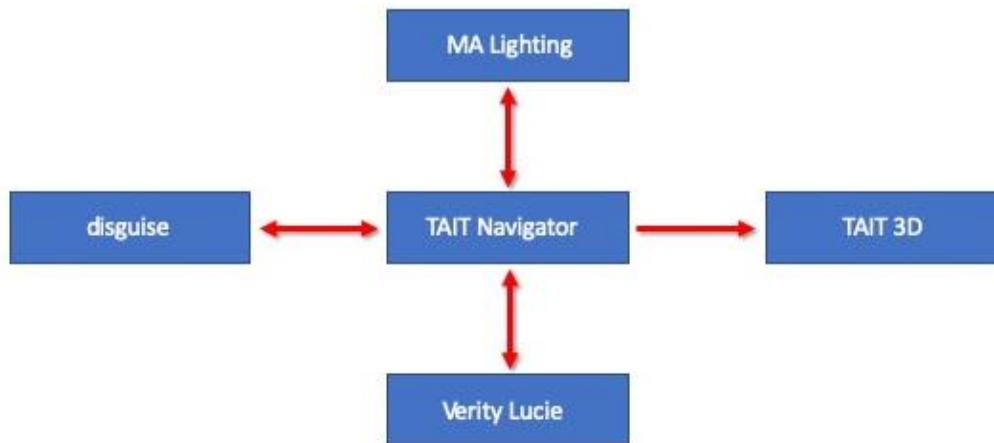 MA Lighting
disguise
TAIT Navigator
TAIT 3D
Verity Lucie